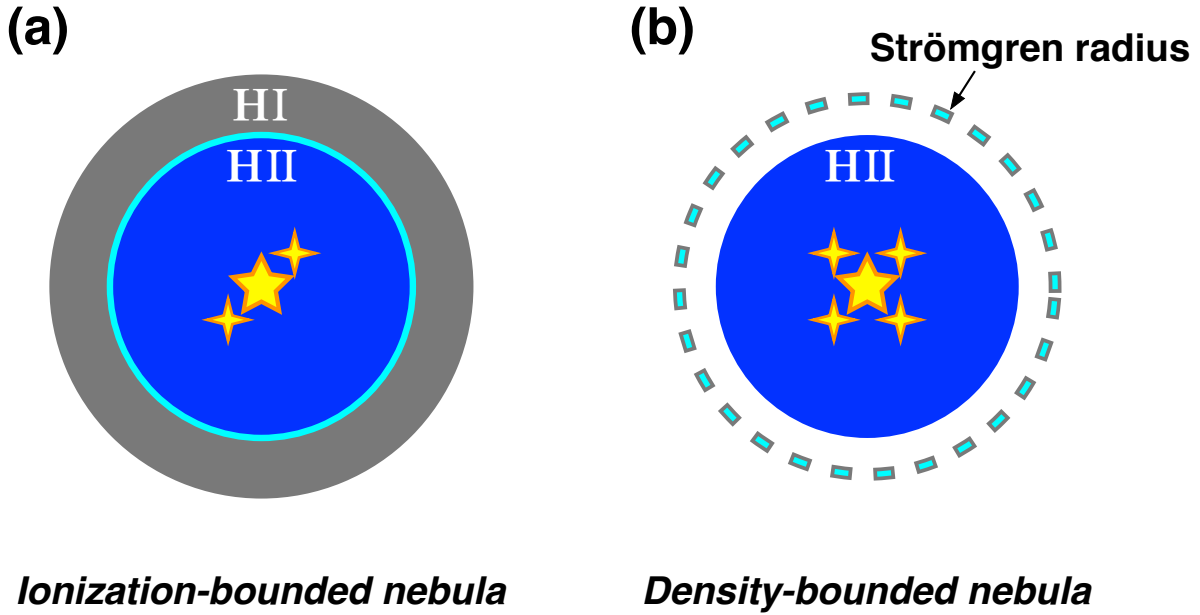 (a)
HI
HII
Ionization-bounded nebula
(b)
Strömgren radius
HII
Density-bounded nebula